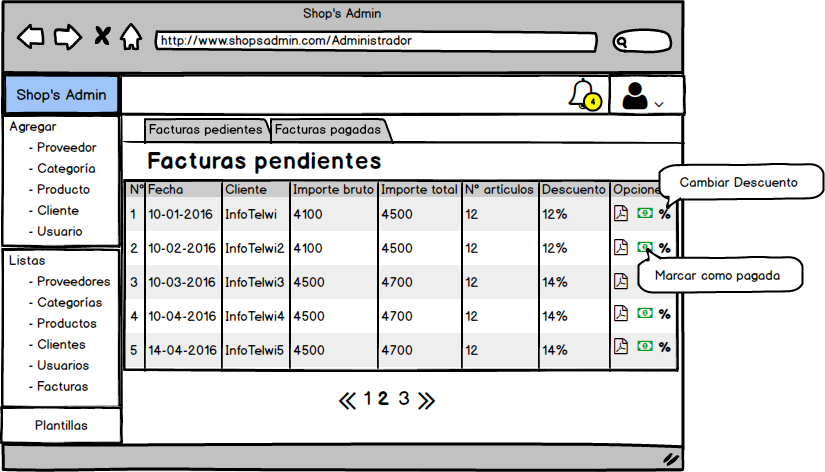 Shop's Admin
http://www.shopsadmin.com/Administrador
Shop's Admin
4
Agregar
- Proveedor
- Categoría
- Producto
- Cliente
- Usuario
Listas
- Proveedores
- Categorías
- Productos
- Clientes
- Usuarios
- Facturas
Plantillas
Facturas pedientes Facturas pagadas
Facturas pendientes
Nº Fecha Cliente Importe bruto Importe total Nº artículos Descuento Opcione
1 10-01-2016 InfoTelwi 4100 4500 12 12% %
2 10-02-2016 InfoTelwi2 4100 4500 12 12% %
3 10-03-2016 InfoTelwi3 4500 4700 12 14%
4 10-04-2016 InfoTelwi4 4500 4700 12 14% %
5 14-04-2016 InfoTelwi5 4500 4700 12 14% %
Cambiar Descuento
Marcar como pagada
1 2 3